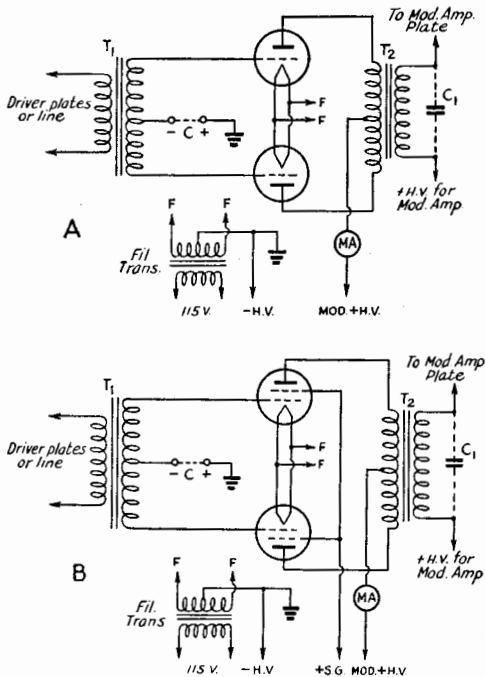 To Mod. Amp.
Plate
T1
T2
C1
Driver plates
or line
- C +
F
F
+ H.V. for
Mod. Amp.
A
F
F
Fil.
Trans.
MA
115 V.
-H.V.
MOD.+H.V.
To Mod Amp
Plate
T1
T2
C1
Driver plates
or line
- C +
F
F
+ H.V. for
Mod. Amp
B
F
F
Fil.
Trans
MA
115 V.
-H.V
+S.G.
MOD.+H.V.